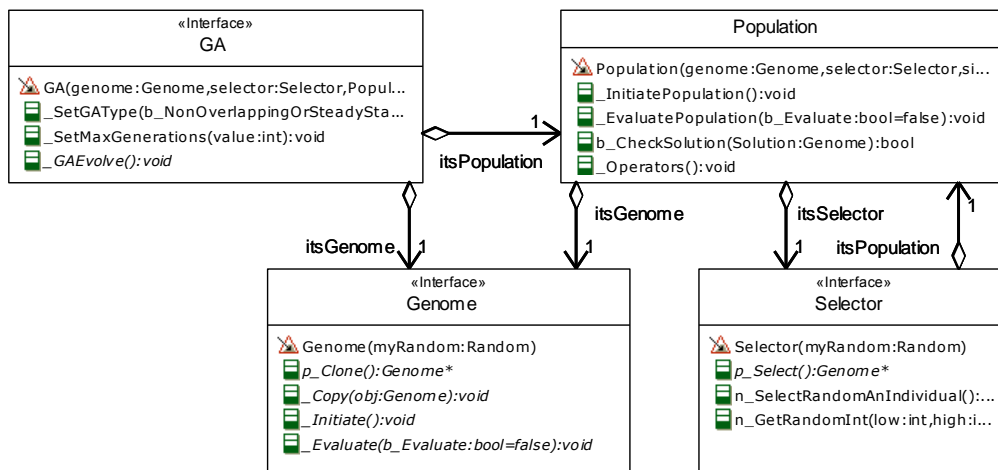 «Interface»
GA
GA(genome:Genome,selector:Selector,Popul...
_SetGAType(b_NonOverlappingOrSteadySta...
_SetMaxGenerations(value:int):void
_GAEvolve():void
Population
Population(genome:Genome,selector:Selector,si...
_InitiatePopulation():void
_EvaluatePopulation(b_Evaluate:bool=false):void
b_CheckSolution(Solution:Genome):bool
_Operators():void
1
itsPopulation
itsGenome
1
itsGenome
1
itsSelector
1
itsPopulation
1
«Interface»
Genome
Genome(myRandom:Random)
p_Clone():Genome*
_Copy(obj:Genome):void
_Initiate():void
_Evaluate(b_Evaluate:bool=false):void
«Interface»
Selector
Selector(myRandom:Random)
p_Select():Genome*
n_SelectRandomAnIndividual():...
n_GetRandomInt(low:int,high:i...